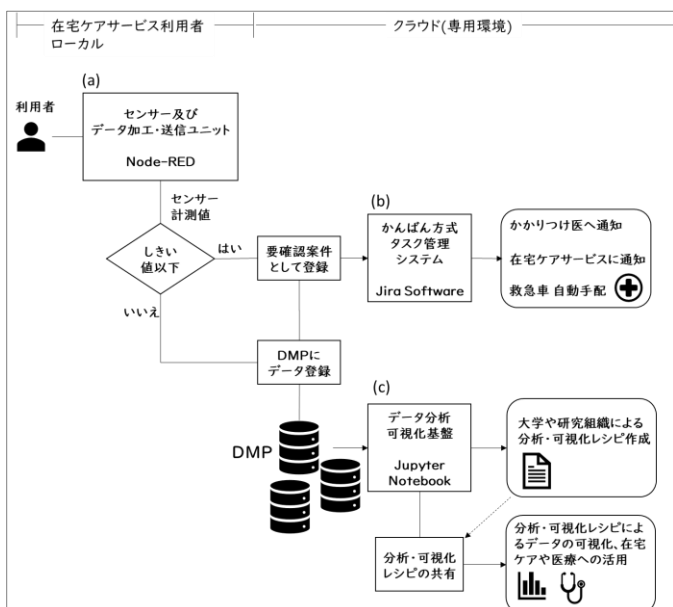 在宅ケアサービス利用者
ローカル
クラウド(専用環境)
(a)
利用者
センサー及び
データ加工・送信ユニット
Node-RED
センサー
計測値
しきい
値以下
はい
いいえ
要確認案件
として登録
(b)
かんばん方式
タスク管理
システム
Jira Software
かかりつけ医へ通知
在宅ケアサービスに通知
救急車 自動手配
DMPに
データ登録
DMP
(c)
データ分析
可視化基盤
Jupyter
Notebook
大学や研究組織による
分析・可視化レシピ作成
分析・可視化
レシピの共有
分析・可視化レシピによ
るデータの可視化、在宅
ケアや医療への活用